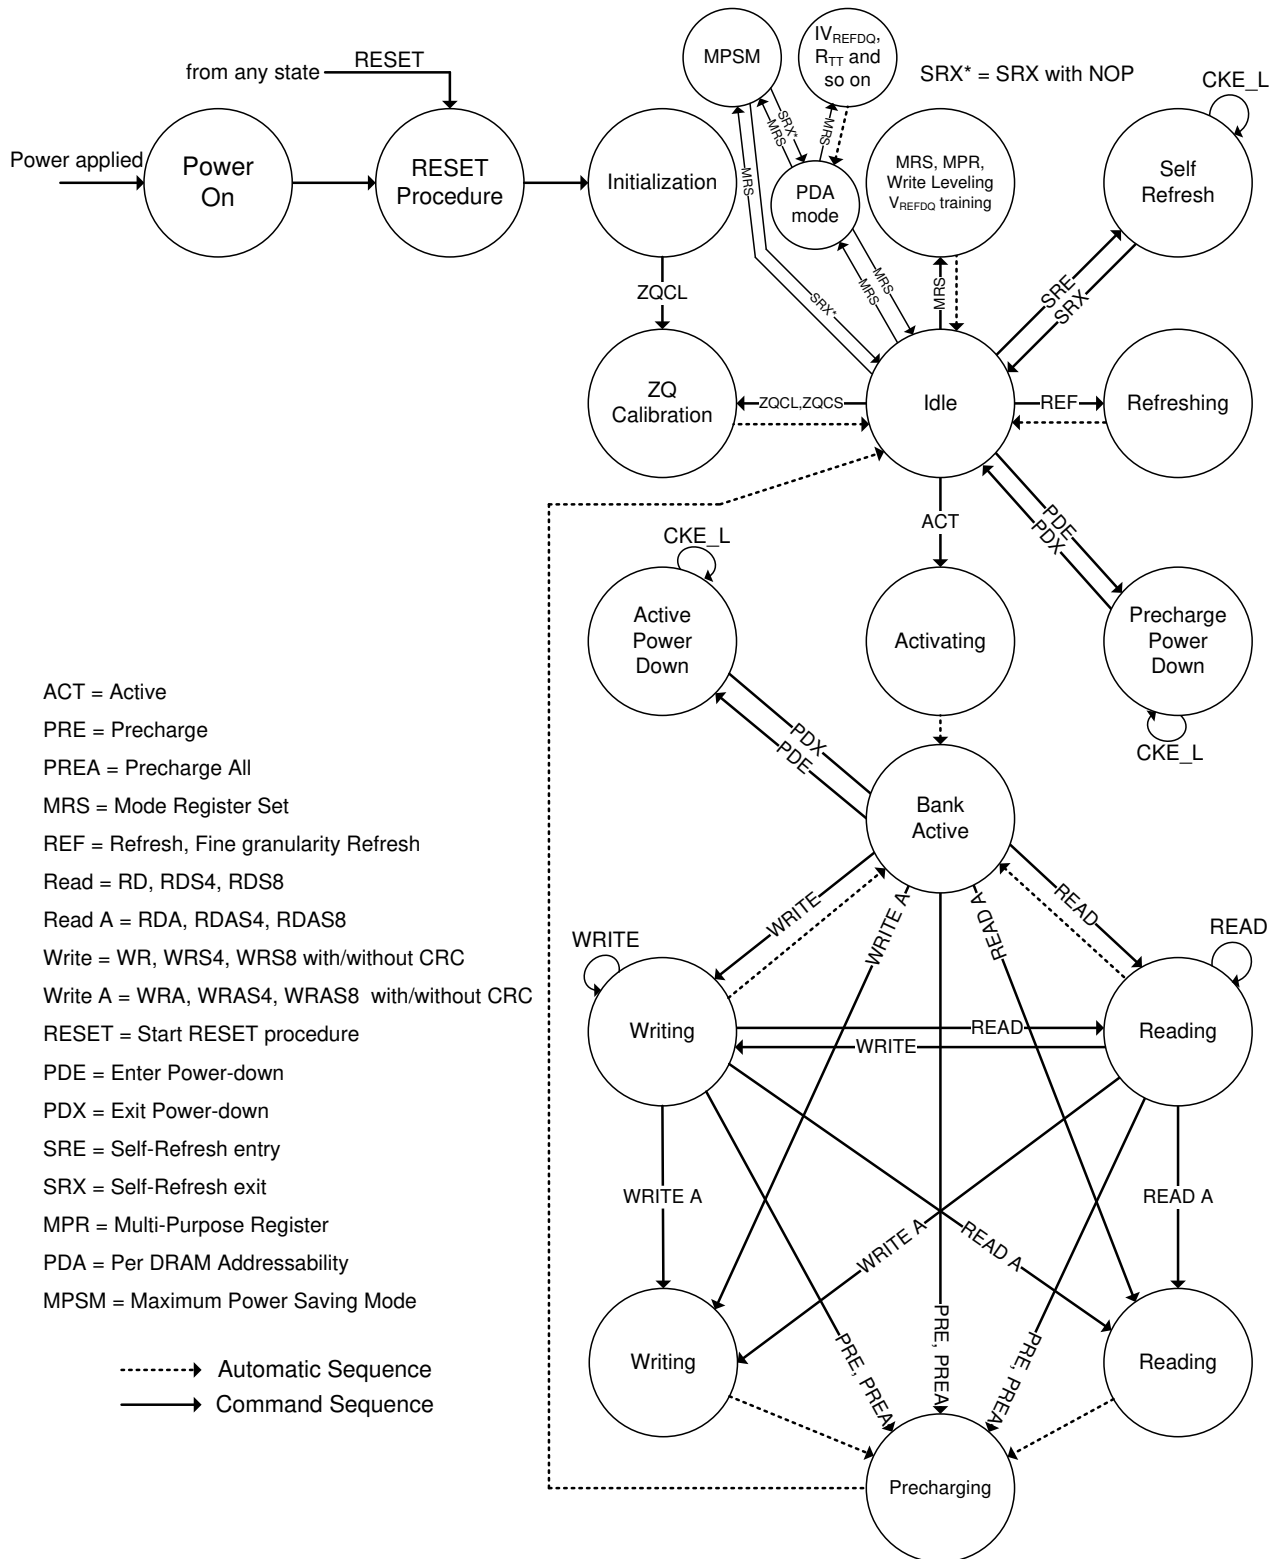 MPSM
IVREFDQ,
RTT and
so on
SRX* = SRX with NOP
CKE_L
from any state
RESET
Power applied
Power
On
RESET
Procedure
Initialization
SRX*
MRS
MRS
PDA
mode
MRS, MPR,
Write Leveling
VREFDQ training
Self
Refresh
MRS
SRX*
MRS
MRS
MRS
SRE
SRX
ZQCL
ZQ
Calibration
ZQCL,ZQCS
Idle
REF
Refreshing
ACT
PDE
PDX
CKE_L
Active
Power
Down
Activating
Precharge
Power
Down
CKE_L
PDX
PDE
Bank
Active
ACT = Active
PRE = Precharge
PREA = Precharge All
MRS = Mode Register Set
REF = Refresh, Fine granularity Refresh
Read = RD, RDS4, RDS8
Read A = RDA, RDAS4, RDAS8
Write = WR, WRS4, WRS8 with/without CRC
Write A = WRA, WRAS4, WRAS8 with/without CRC
RESET = Start RESET procedure
PDE = Enter Power-down
PDX = Exit Power-down
SRE = Self-Refresh entry
SRX = Self-Refresh exit
MPR = Multi-Purpose Register
PDA = Per DRAM Addressability
MPSM = Maximum Power Saving Mode
Automatic Sequence
Command Sequence
WRITE
WRITE A
READ A
READ
WRITE
READ
Writing
READ
WRITE
Reading
WRITE A
READ A
WRITE A
READ A
Writing
PRE, PREA
PRE, PREA
PRE, PREA
Reading
Precharging